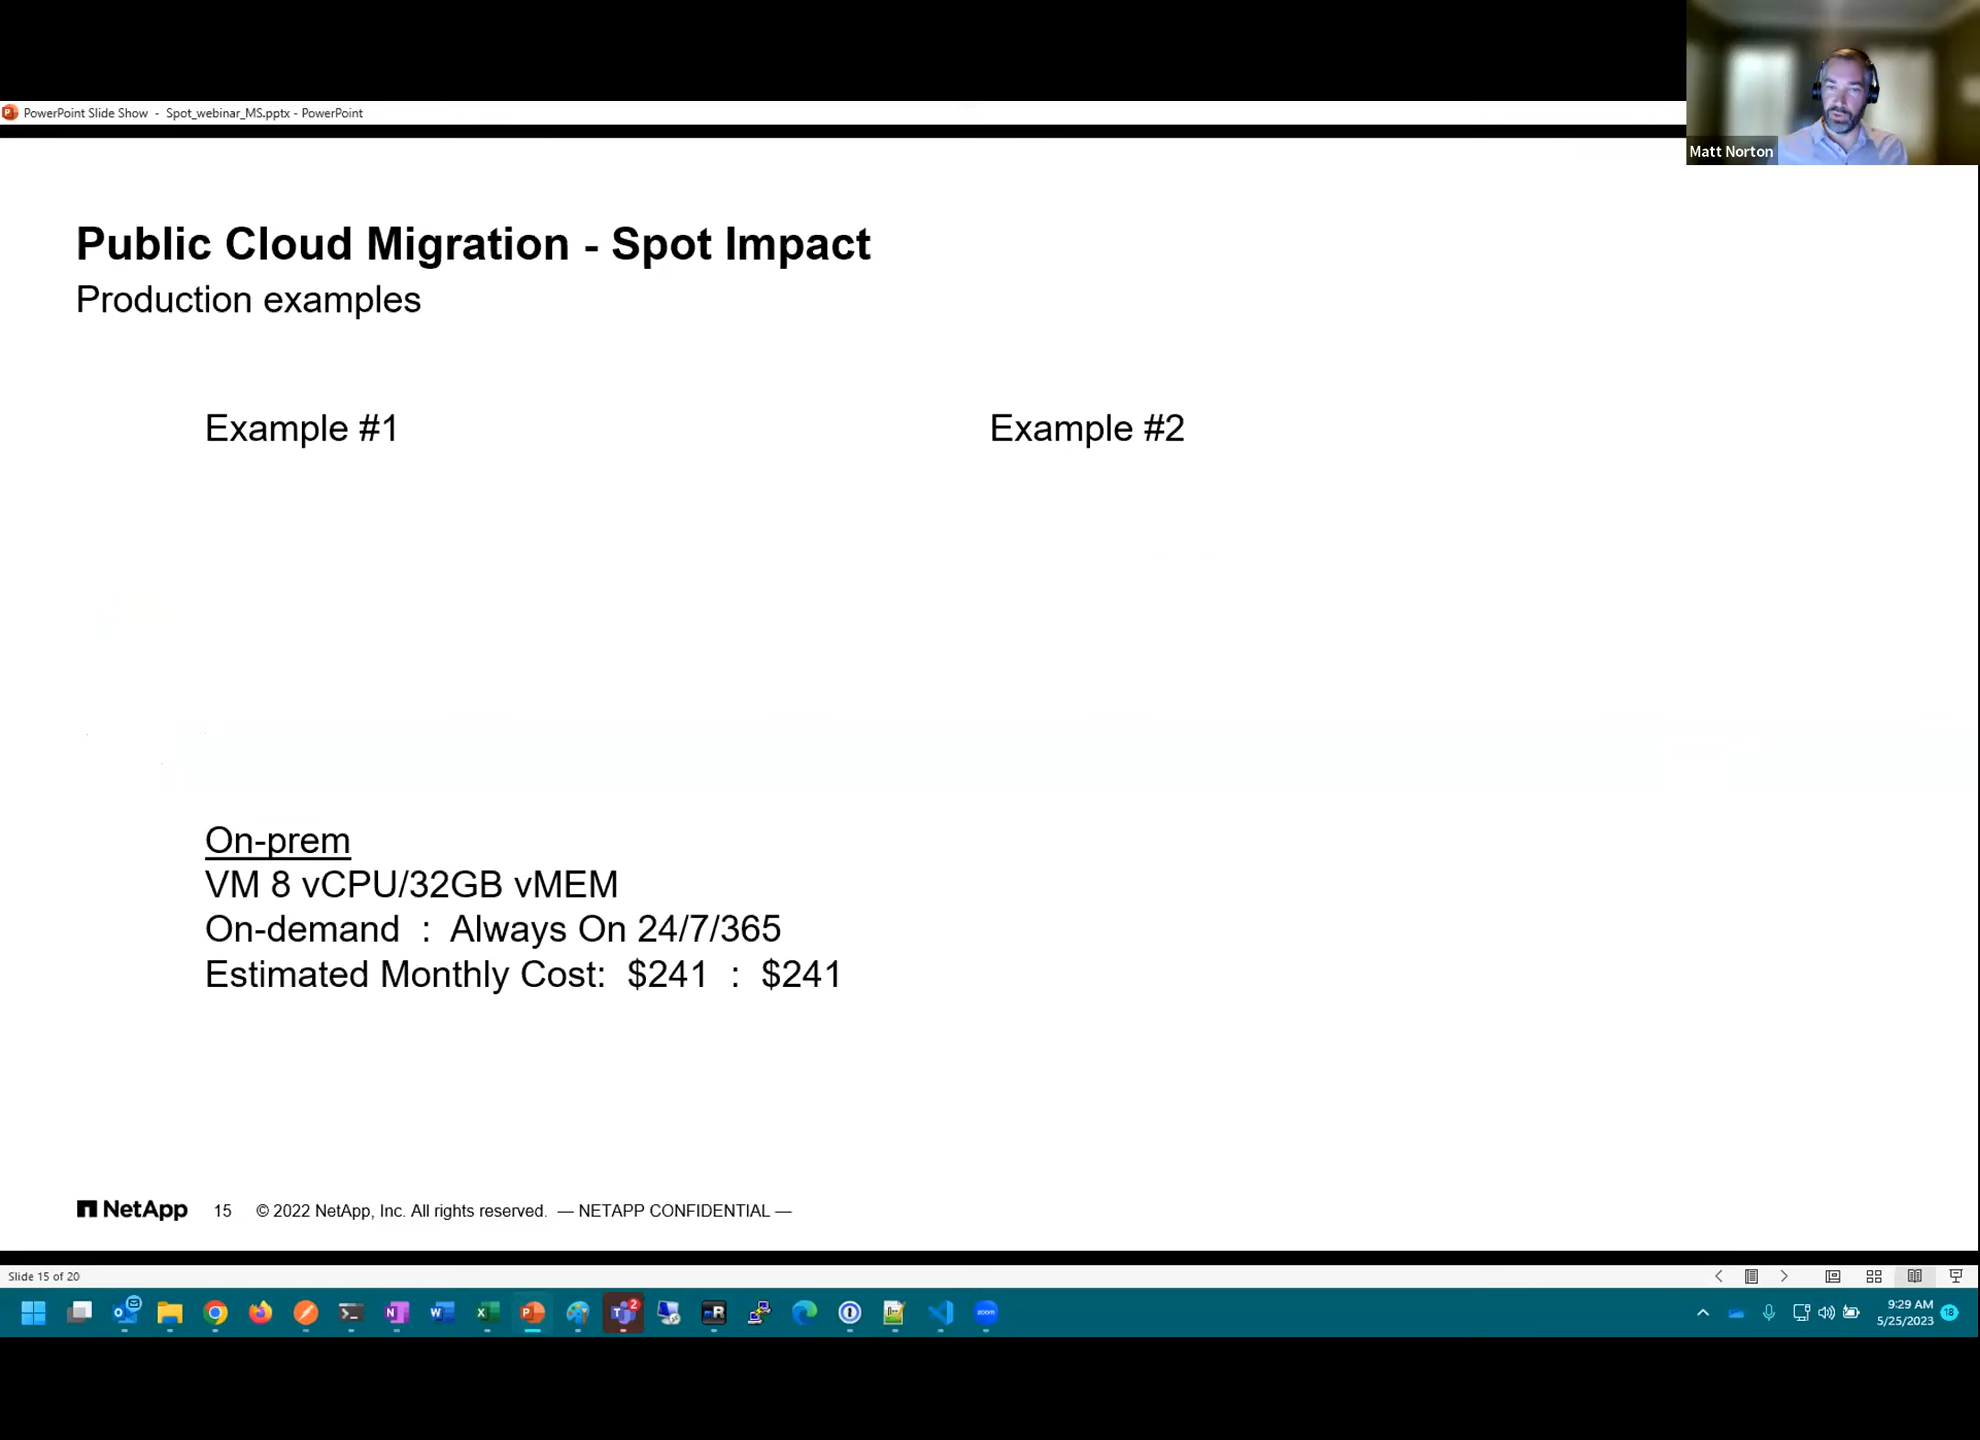 PowerPoint Slide Show - Spot_webinar_MS.pptx - PowerPoint
Matt Norton
Public Cloud Migration - Spot Impact
Production examples
Example #1
Example #2
On-prem
VM 8 vCPU/32GB vMEM
On-demand : Always On 24/7/365
Estimated Monthly Cost: $241 : $241
NetApp 15 © 2022 NetApp, Inc. All rights reserved. — NETAPP CONFIDENTIAL —
Slide 15 of 20
2
zoom
9:29 AM
5/25/2023
18